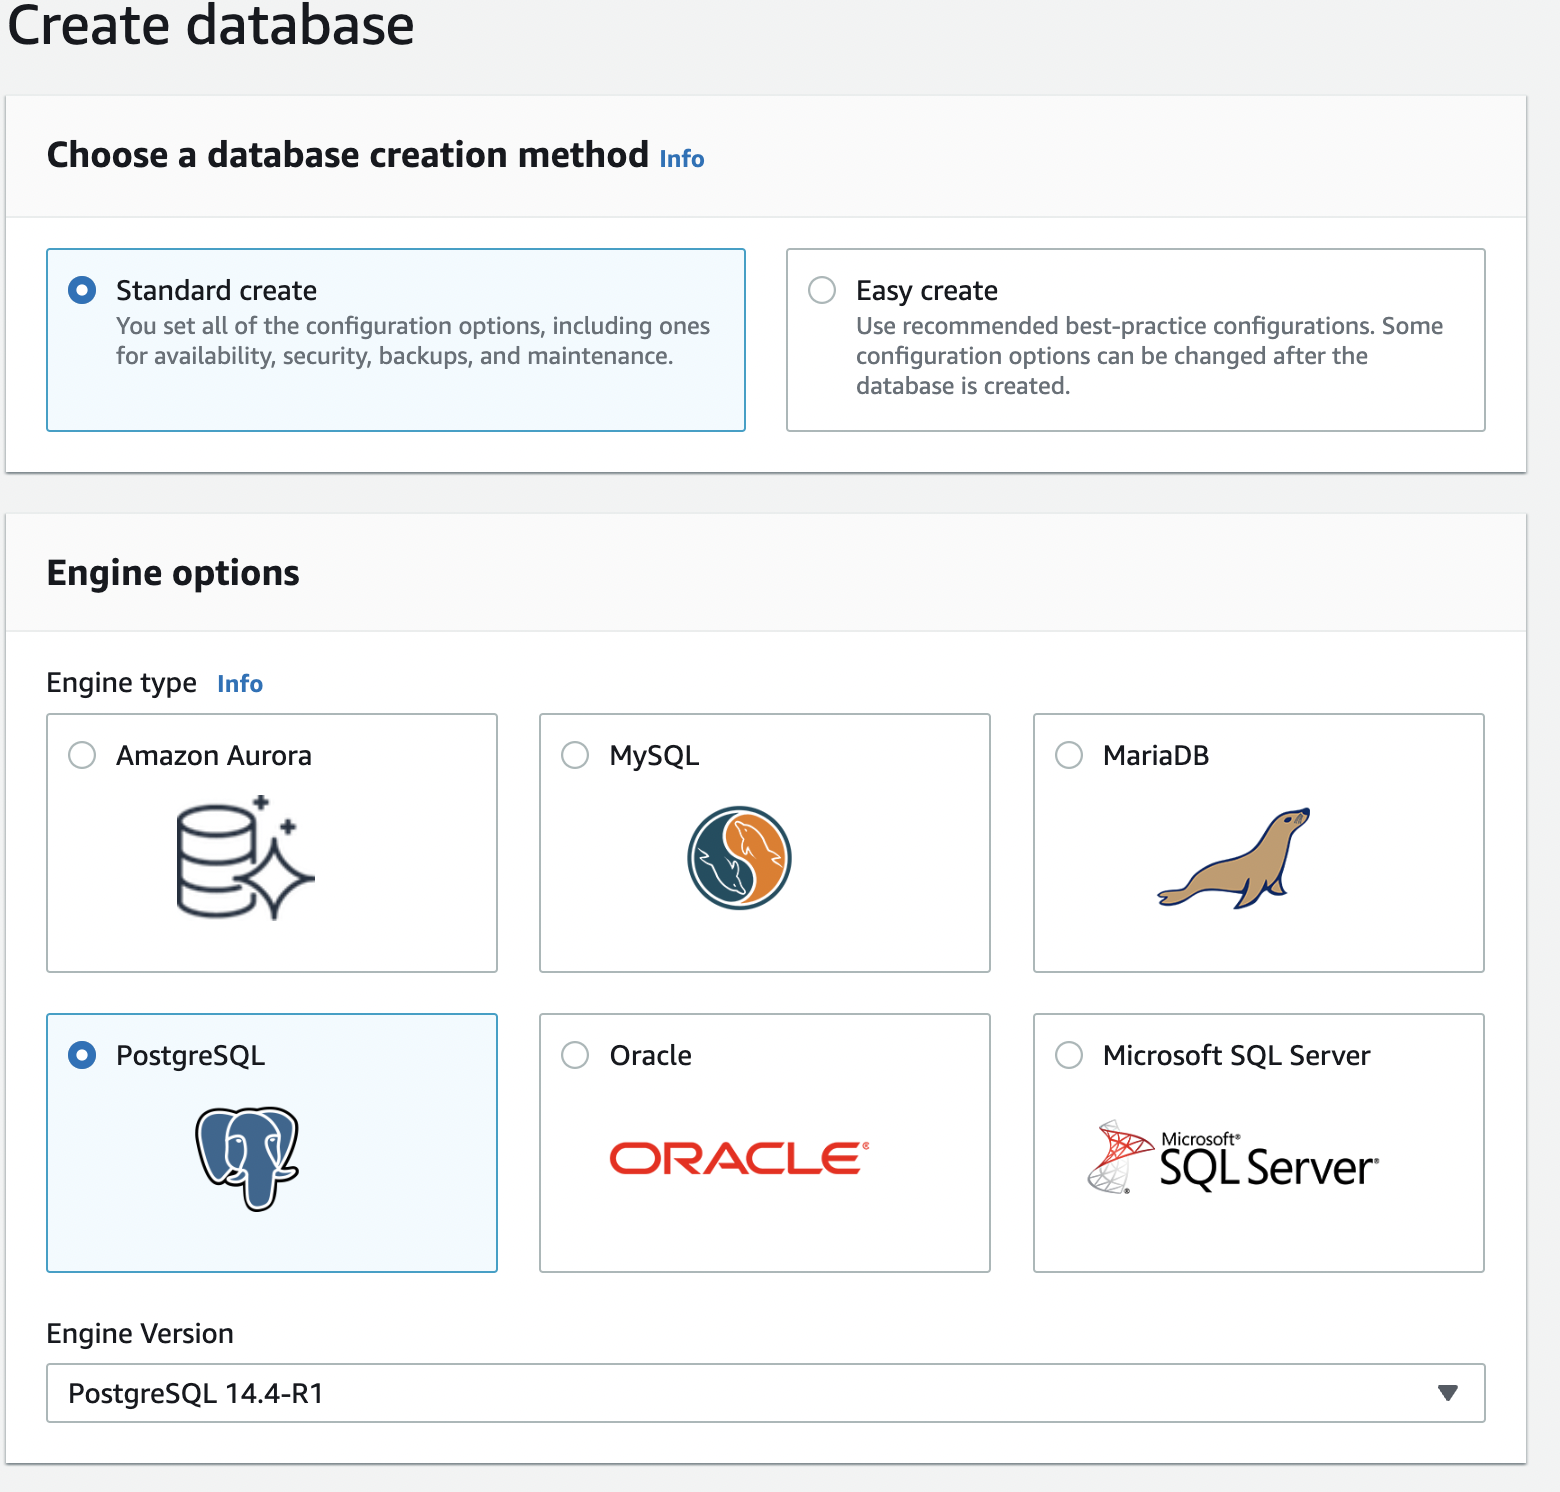 Create database
Choose a database creation method Info
Standard create
You set all of the configuration options, including ones
for availability, security, backups, and maintenance.
Easy create
Use recommended best-practice configurations. Some
configuration options can be changed after the
database is created.
Engine options
Engine type Info
Amazon Aurora
MySQL
MariaDB
PostgreSQL
Oracle
ORACLE®
Microsoft SQL Server
Microsoft®
SQL Server®
Engine Version
PostgreSQL 14.4-R1